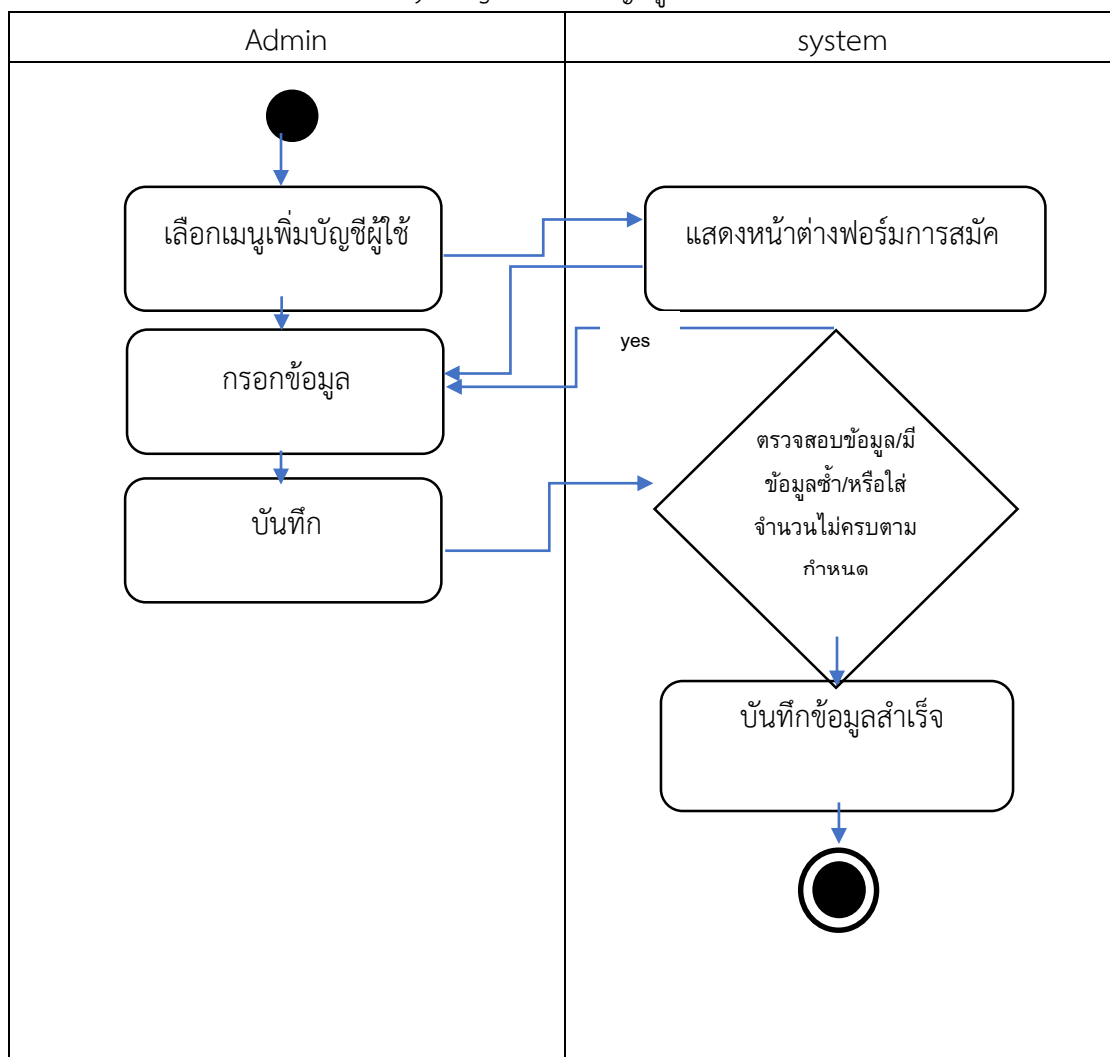 Admin
system
เลือกเมนูเพิ่มบัญชีผู้ใช้
แสดงหน้าต่างฟอร์มการสมัค
yes
กรอกข้อมูล
ตรวจสอบข้อมูล/มี
ข้อมูลซ้ำ/หรือใส่
จำนวนไม่ครบตาม
กำหนด
บันทึก
บันทึกข้อมูลสำเร็จ